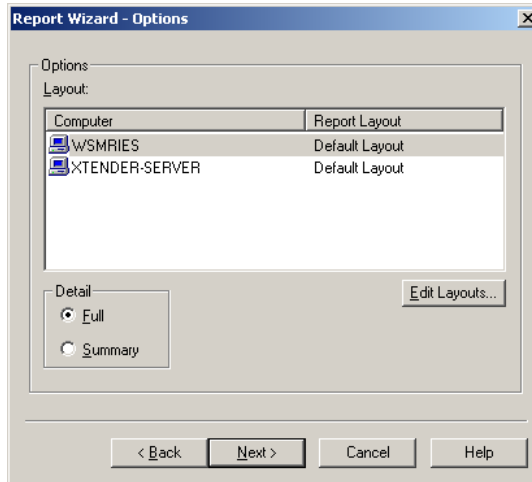 Report Wizard - Options
Options
Layout:
Computer Report Layout
WSMRIES Default Layout
XTENDER-SERVER Default Layout
Detail
Full
Summary
Edit Layouts...
< Back Next > Cancel Help